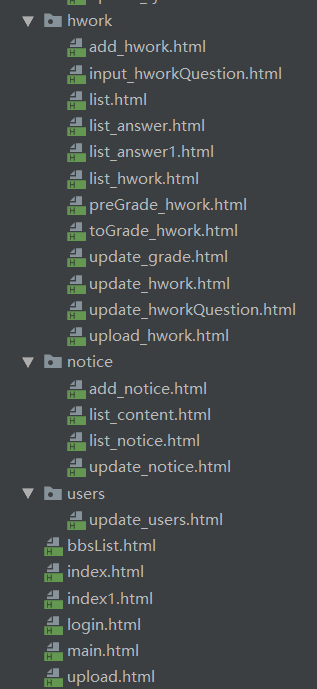 hwork
add_hwork.html
input_hworkQuestion.html
list.html
list_answer.html
list_answer1.html
list_hwork.html
preGrade_hwork.html
toGrade_hwork.html
update_grade.html
update_hwork.html
update_hworkQuestion.html
upload_hwork.html
notice
add_notice.html
list_content.html
list_notice.html
update_notice.html
users
update_users.html
bbsList.html
index.html
index1.html
login.html
main.html
upload.html